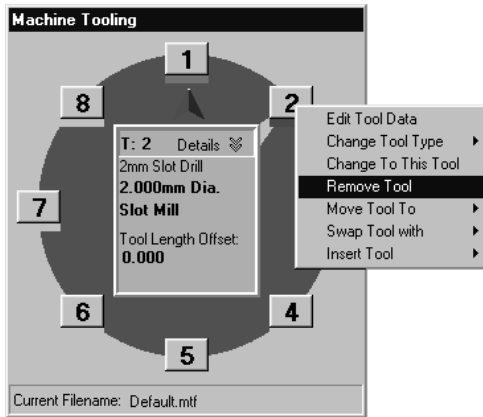 Machine Tooling
1
8
2
T: 2 Details
2mm Slot Drill
2.000mm Dia.
Slot Mill
Tool Length Offset:
0.000
Edit Tool Data
Change Tool Type
Change To This Tool
Remove Tool
Move Tool To
Swap Tool with
Insert Tool
7
6
4
5
Current Filename: Default.mtf